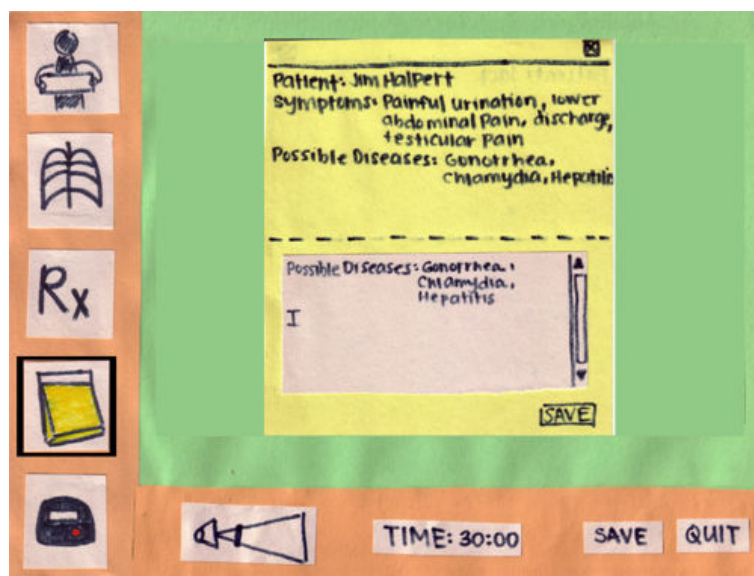 Patient: Jim Halpert
Symptoms: Painful urination, lower
abdominal Pain, discharge,
testicular Pain
Possible Diseases: Gonorrhea,
Chlamydia, Hepatitis
Possible Diseases: Gonorrhea,
Chlamydia,
Hepatitis
I
SAVE
Rx
TIME: 30:00
SAVE
QUIT